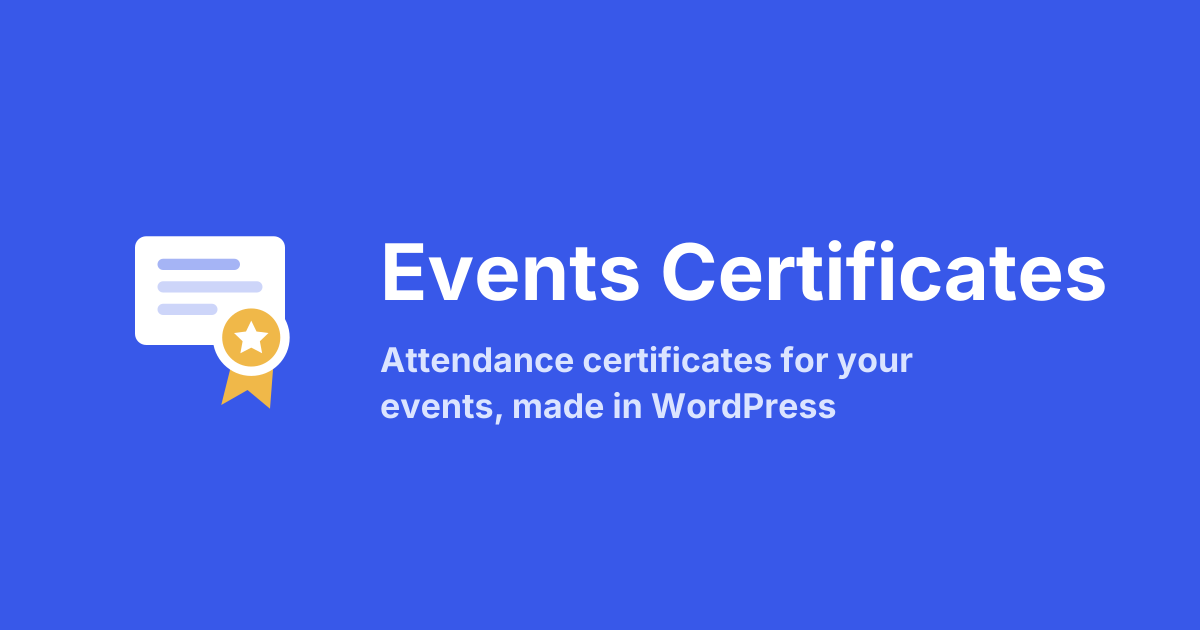 Events Certificates
Attendance certificates for your
events, made in WordPress